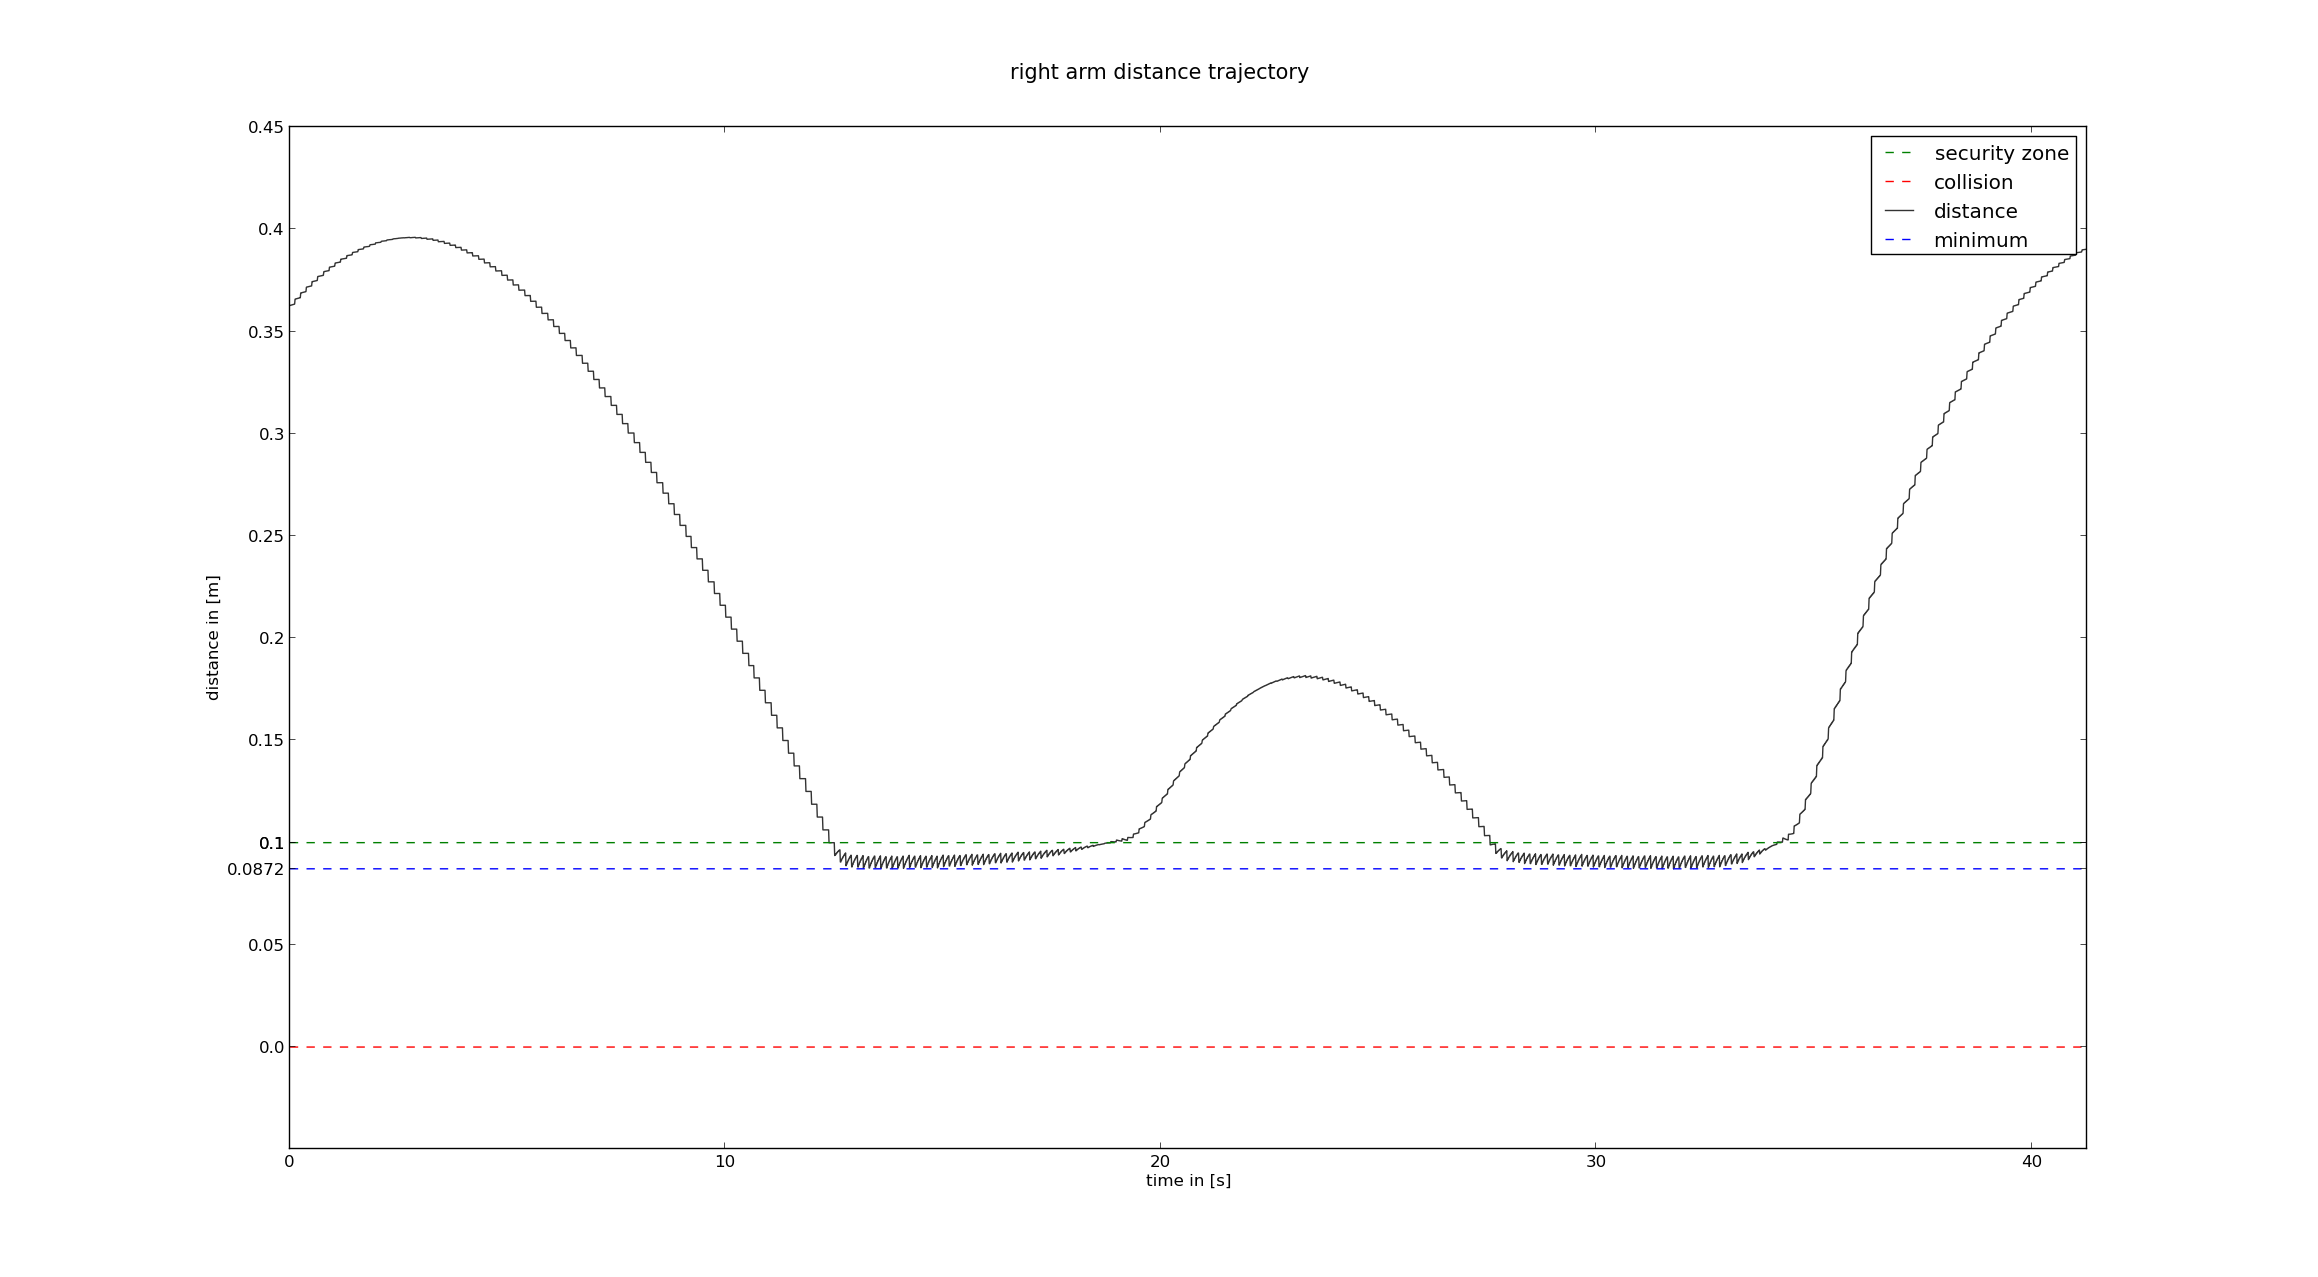 right arm distance trajectory
0.45
0.4
0.35
0.3
0.25
0.2
0.15
0.1
0.0872
0.05
0.0
distance in [m]
security zone
collision
distance
minimum
0 10 20 30 40
time in [s]